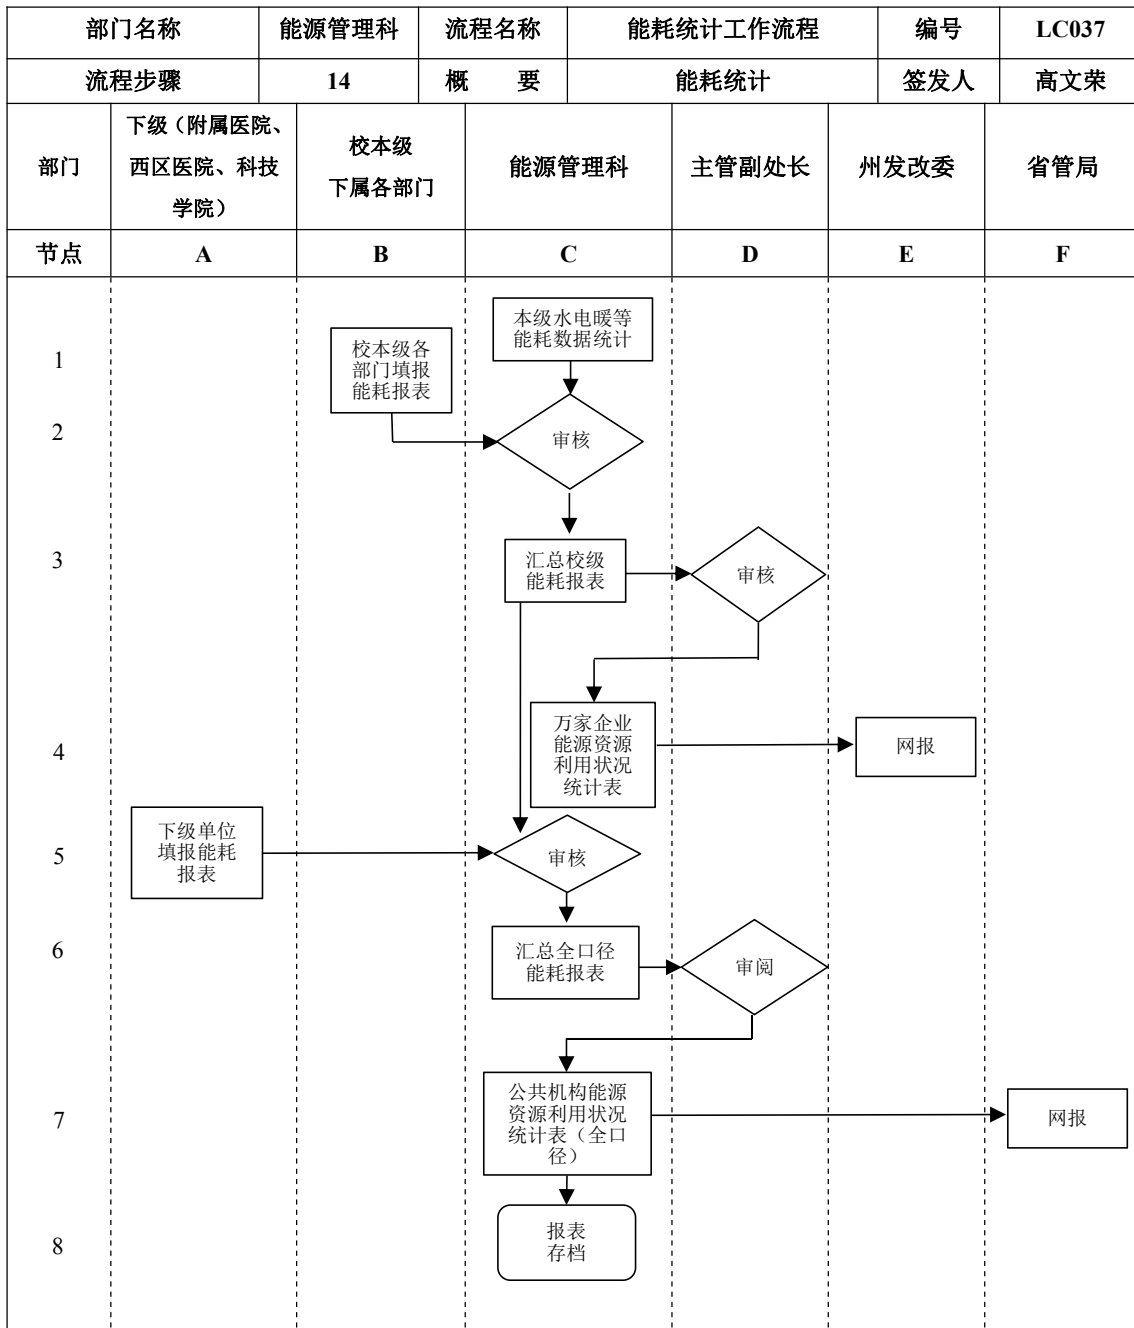 部门名称 能源管理科 流程名称 能耗统计工作流程 编号 LC037
流程步骤 14 概 要 能耗统计 签发人 高文荣
部门
下级（附属医院、
西区医院、科技
学院）
校本级
下属各部门
能源管理科
主管副处长
州发改委
省管局
节点 A B C D E F
1
校本级各
部门填报
能耗报表
本级水电暖等
能耗数据统计
2
审核
3
汇总校级
能耗报表
审核
4
万家企业
能源资源
利用状况
统计表
网报
5
下级单位
填报能耗
报表
审核
6
汇总全口径
能耗报表
审阅
7
公共机构能源
资源利用状况
统计表（全口
径）
网报
8
报表
存档